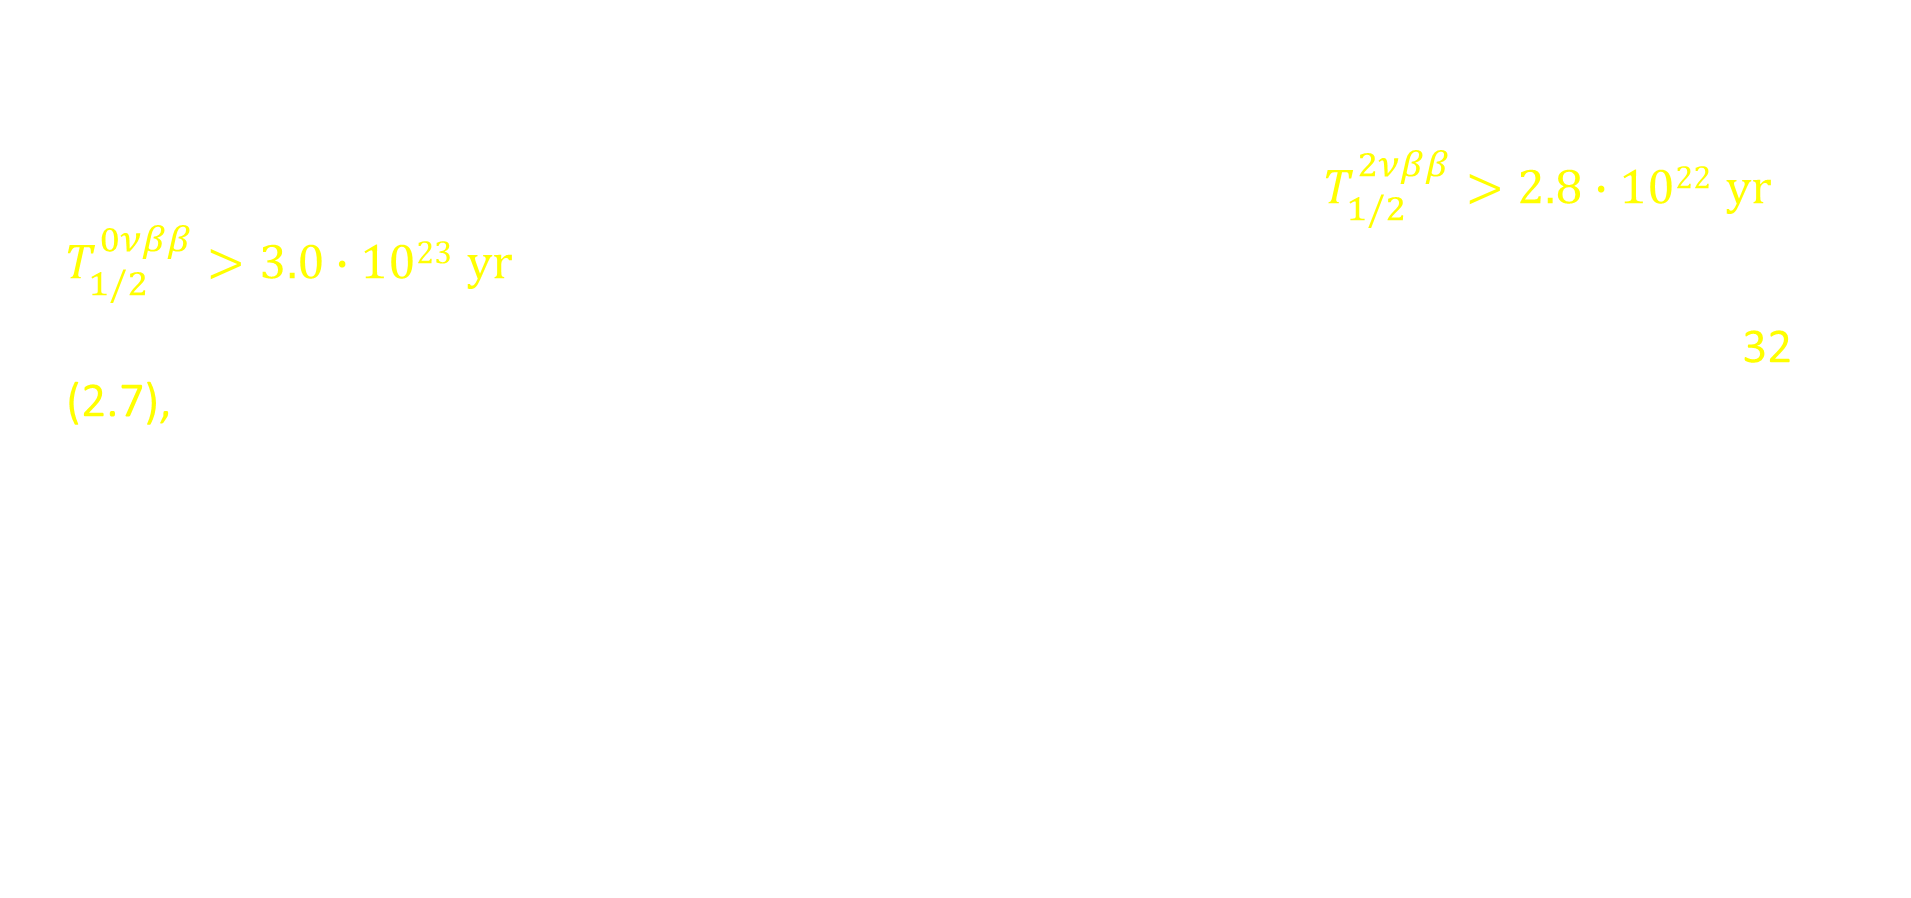 T_{1/2}^{2νββ} > 2.8 · 10^{22} yr
T_{1/2}^{0νββ} > 3.0 · 10^{23} yr
32
(2.7),